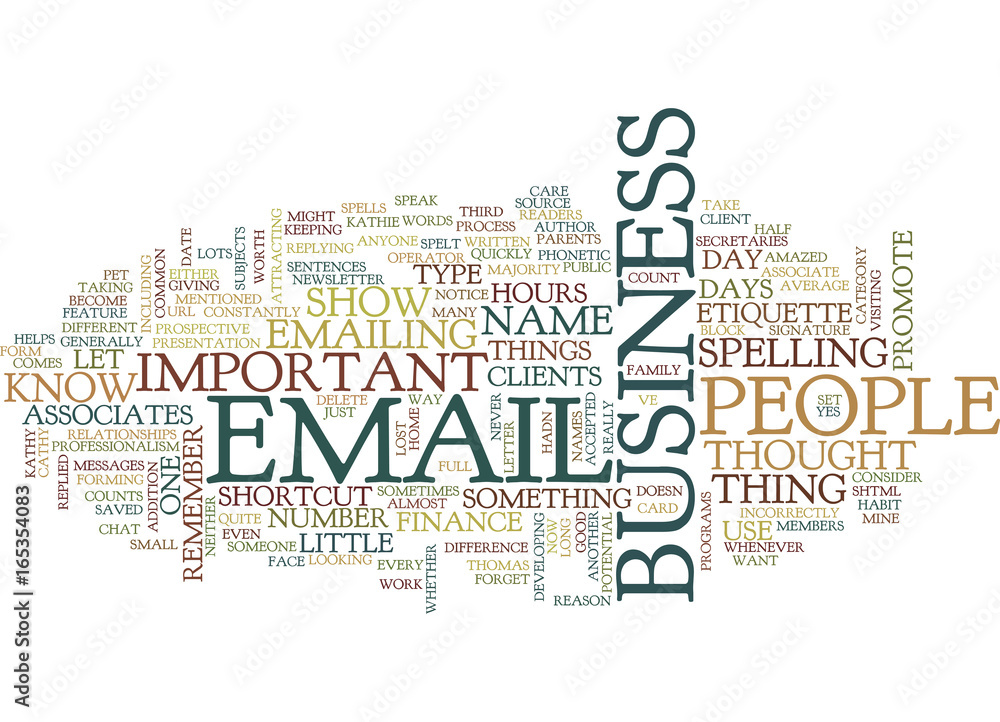 CARE
SPELLS SPEAK SOURCE TAKE
MIGHT THIRD READERS CLIENT
KEEPING KATHIE WORDS PROCESS AUTHOR HALF
DATE LOTS SUBJECTS WORTH ATTRACTING REPLYING ANYONE SPELT WRITTEN PARENTS SECRETARIES
OPERATOR QUICKLY PHONETIC DAY AMAZED
PET INCLUDING COMMON EITHER SENTENCES TYPE MAJORITY PUBLIC COUNT ASSOCIATE CATEGORY VISITING PROMOTE
TAKING GIVING NEWSLETTER HOURS DAYS AVERAGE
BECOME MENTIONED SHOW NOTICE
FEATURE CURL CONSTANTLY MANY NAME ETIQUETTE
DIFFERENT PROSPECTIVE EMAILING BLOCK SIGNATURE
HELPS GENERALLY PRESENTATION THINGS SPELLING
FORM COMES LET IMPORTANT CLIENTS FAMILY
KNOW DELETE WAY NEVER VE PEOPLE SET
ASSOCIATES EMAIL JUST LOST HOME REALLY BUSINESS YES
KATHY CATHY RELATIONSHIPS LETTER HADN NAMES ACCEPTED THOUGHT
REPLIED PROFESSIONALISM ONE REMEMBER FULL
MESSAGES CONSIDER
FORMING ADDITION SHORTCUT SOMETIMES SOMETHING DOESN THING SHTML
COUNTS NEITHER ALMOST CARD HABIT
SAVED QUITE NUMBER FINANCE PROGRAMS INCORRECTLY MINE
CHAT EVEN DEVELOPING NOW LONG GOOD ANOTHER POTENTIAL USE MEMBERS
SMALL SOMEONE LITTLE DIFFERENCE WHENEVER
FACE LOOKING EVERY WHETHER THOMAS WANT
WORK FORGET
REASON
Adobe Stock | #165354083